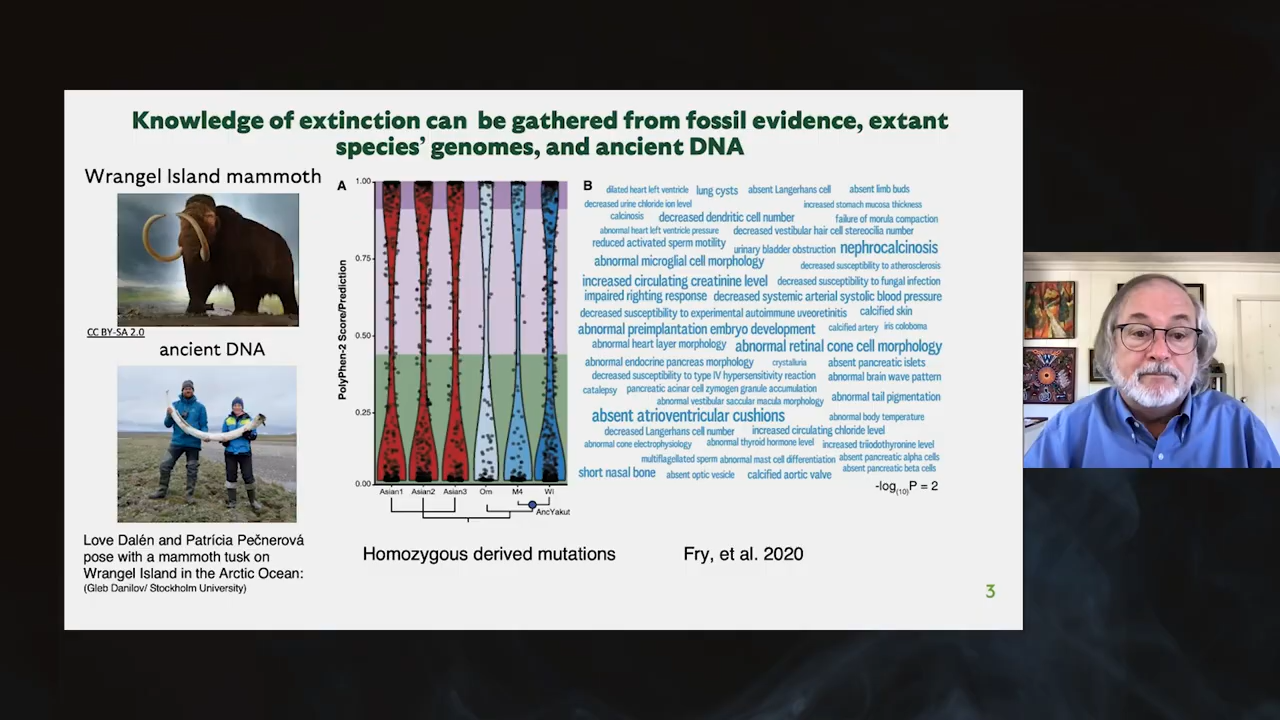 Knowledge of extinction can be gathered from fossil evidence, extant
species’ genomes, and ancient DNA
Wrangel Island mammoth
CC BY-SA 2.0
ancient DNA
Love Dalén and Patrícia Pečnerová
pose with a mammoth tusk on
Wrangel Island in the Arctic Ocean:
(Gleb Danilov/ Stockholm University)
A
PolyPhen-2 Score/Prediction
1.00
0.75
0.50
0.25
0.00
Asian1 Asian2 Asian3 Om M4 WI
AncYakut
Homozygous derived mutations
B
dilated heart left ventricle lung cysts absent Langerhans cell absent limb buds
decreased urine chloride ion level increased stomach mucosa thickness
calcinosis decreased dendritic cell number failure of morula compaction
abnormal heart left ventricle pressure decreased vestibular hair cell stereocilia number
reduced activated sperm motility urinary bladder obstruction nephrocalcinosis
abnormal microglial cell morphology decreased susceptibility to atherosclerosis
increased circulating creatinine level decreased susceptibility to fungal infection
impaired righting response decreased systemic arterial systolic blood pressure
decreased susceptibility to experimental autoimmune uveoretinitis calcified skin
abnormal preimplantation embryo development calcified artery iris coloboma
abnormal heart layer morphology abnormal retinal cone cell morphology
abnormal endocrine pancreas morphology crystalluria absent pancreatic islets
decreased susceptibility to type IV hypersensitivity reaction abnormal brain wave pattern
catalepsy pancreatic acinar cell zymogen granule accumulation
abnormal vestibular saccular macula morphology abnormal tail pigmentation
absent atrioventricular cushions abnormal body temperature
decreased Langerhans cell number increased circulating chloride level
abnormal cone electrophysiology abnormal thyroid hormone level increased triiodothyronine level
multiflagellated sperm abnormal mast cell differentiation absent pancreatic alpha cells
short nasal bone absent optic vesicle calcified aortic valve absent pancreatic beta cells
-log(10)P = 2
Fry, et al. 2020
3